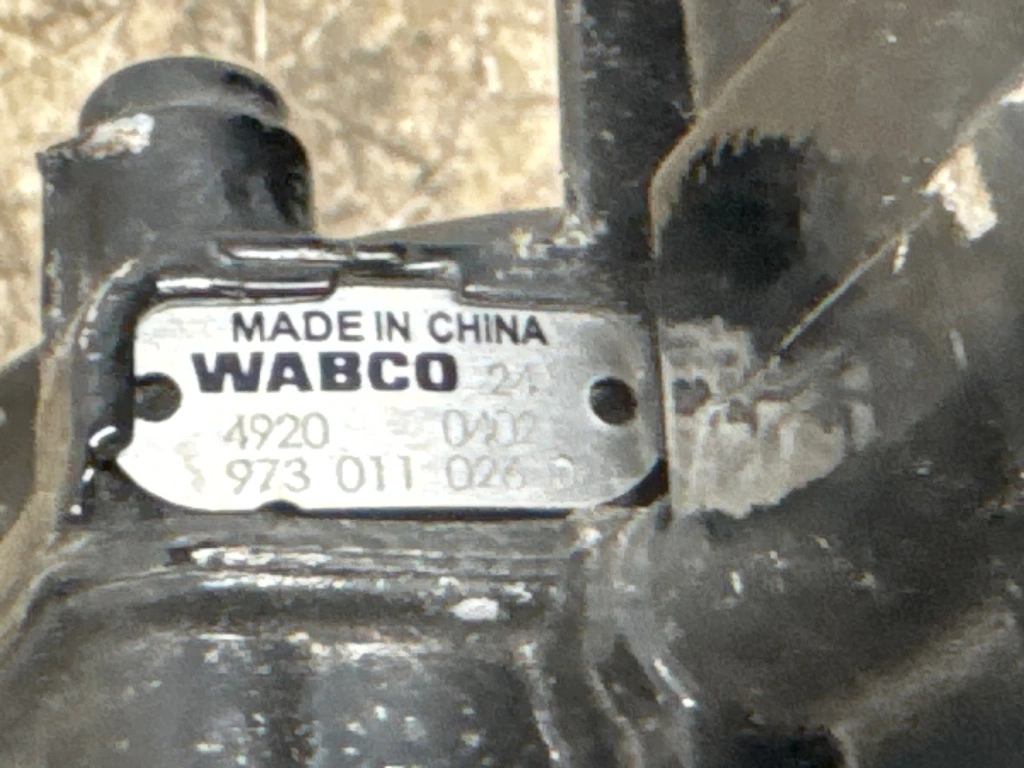 MADE IN CHINA
WABCO 24
4920 0402
973 011 026 0